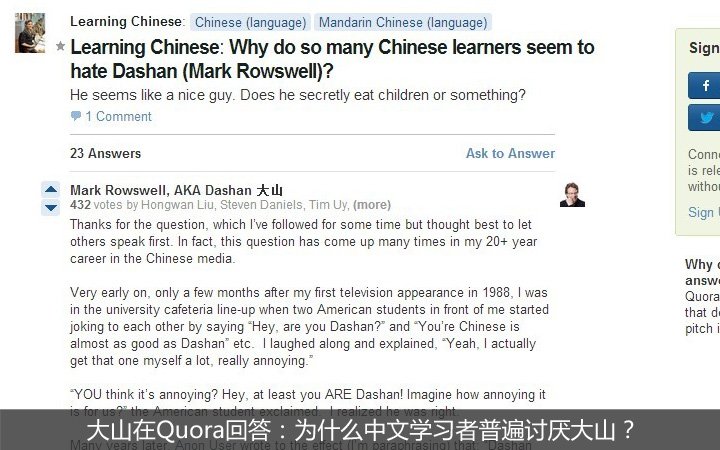 Learning Chinese: Chinese (language) Mandarin Chinese (language)
Learning Chinese: Why do so many Chinese learners seem to
hate Dashan (Mark Rowswell)?
He seems like a nice guy. Does he secretly eat children or something?
1 Comment
23 Answers Ask to Answer
Mark Rowswell, AKA Dashan 大山
432 votes by Hongwan Liu, Steven Daniels, Tim Uy, (more)
Thanks for the question, which I've followed for some time but thought best to let
others speak first. In fact, this question has come up many times in my 20+ year
career in the Chinese media.
Very early on, only a few months after my first television appearance in 1988, I was
in the university cafeteria line-up when two American students in front of me started
joking to each other by saying “Hey, are you Dashan?” and “You're Chinese is
almost as good as Dashan” etc. I laughed along and explained, “Yeah, I actually
get that one myself a lot, really annoying.”
“YOU think it's annoying? Hey, at least you ARE Dashan! Imagine how annoying it
is for us?” the American student exclaimed. I realized he was right.
Many years later, Anon User wrote to the effect (I'm paraphrasing) that: “Dashan
大山在Quora回答：为什么中文学习者普遍讨厌大山？
Sign
f
Conne
is rele
withou
Sign
Why
answe
Quora
that de
pitch i